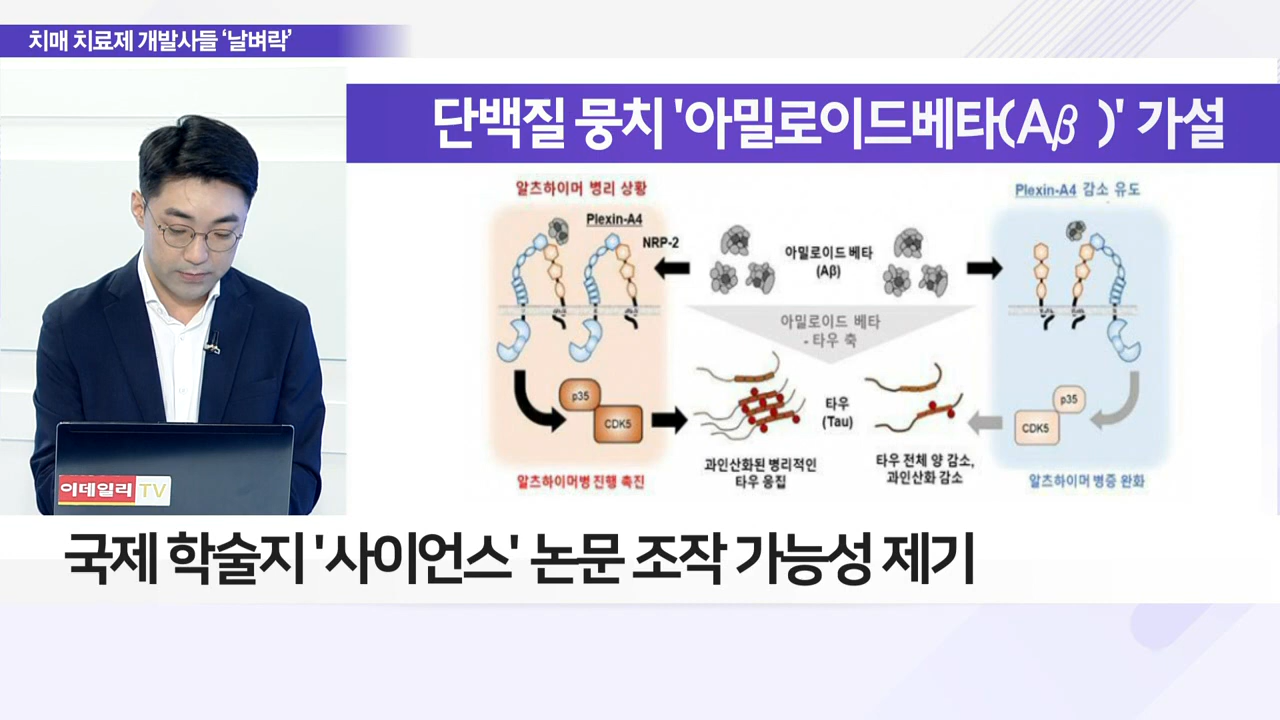 치매 치료제 개발사들 ‘날벼락’
단백질 뭉치 '아밀로이드베타(Aβ )' 가설
알츠하이머 병리 상황
Plexin-A4 감소 유도
Plexin-A4
NRP-2
아밀로이드 베타
(Aβ)
아밀로이드 베타
- 타우 축
p35
CDK5
타우
(Tau)
p35
CDK5
과인산화된 병리적인
타우 응집
타우 전체 양 감소,
과인산화 감소
알츠하이머병 진행 촉진
알츠하이머 병증 완화
이데일리 TV
국제 학술지 '사이언스' 논문 조작 가능성 제기